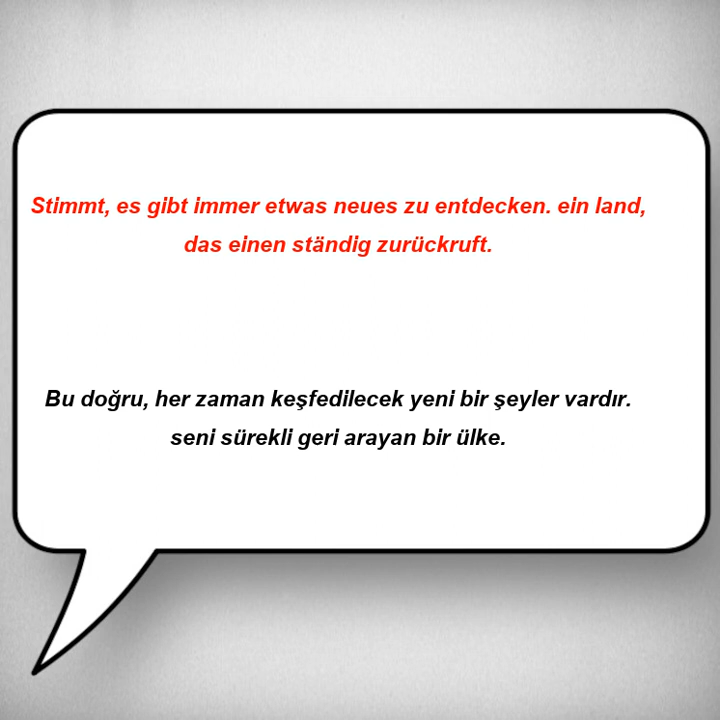 Stimmt, es gibt immer etwas neues zu entdecken. ein land,
das einen ständig zurückruft.
Bu doğru, her zaman keşfedilecek yeni bir şeyler vardır.
seni sürekli geri arayan bir ülke.